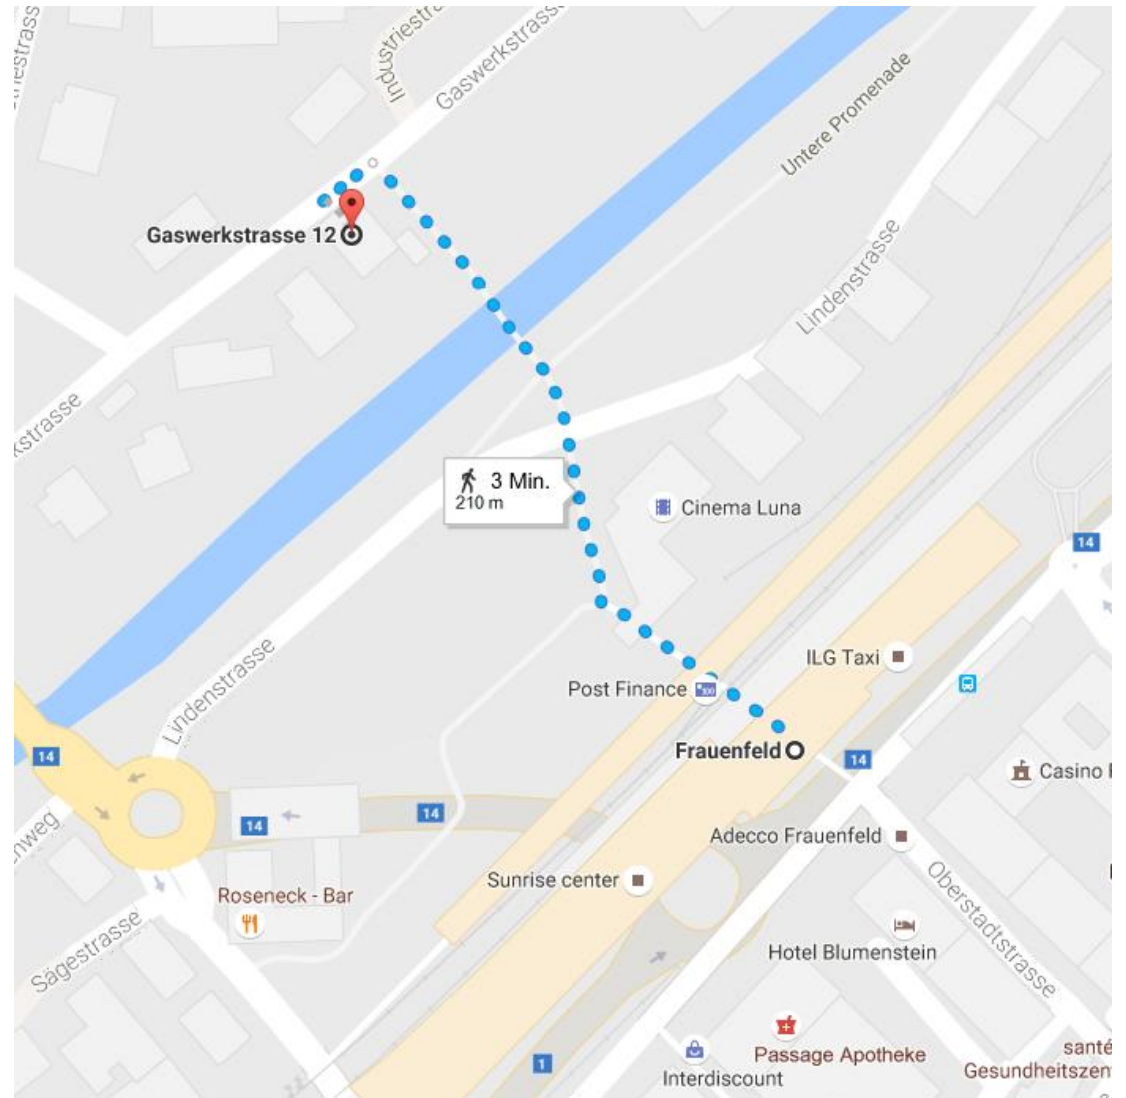 Industriestra
Gaswerkstrasse
Untere Promenade
Gaswerkstrasse 12
Lindenstrasse
kstrasse
3 Min.
210 m
Cinema Luna
14
ILG Taxi
Post Finance
Lindenstrasse
Frauenfeld
14
14
Casino
14
14
Adecco Frauenfeld
nweg
Sunrise center
Roseneck - Bar
Oberstadtstrasse
Sägestrasse
Hotel Blumenstein
Passage Apotheke
santé
1
Interdiscount
Gesundheitszen